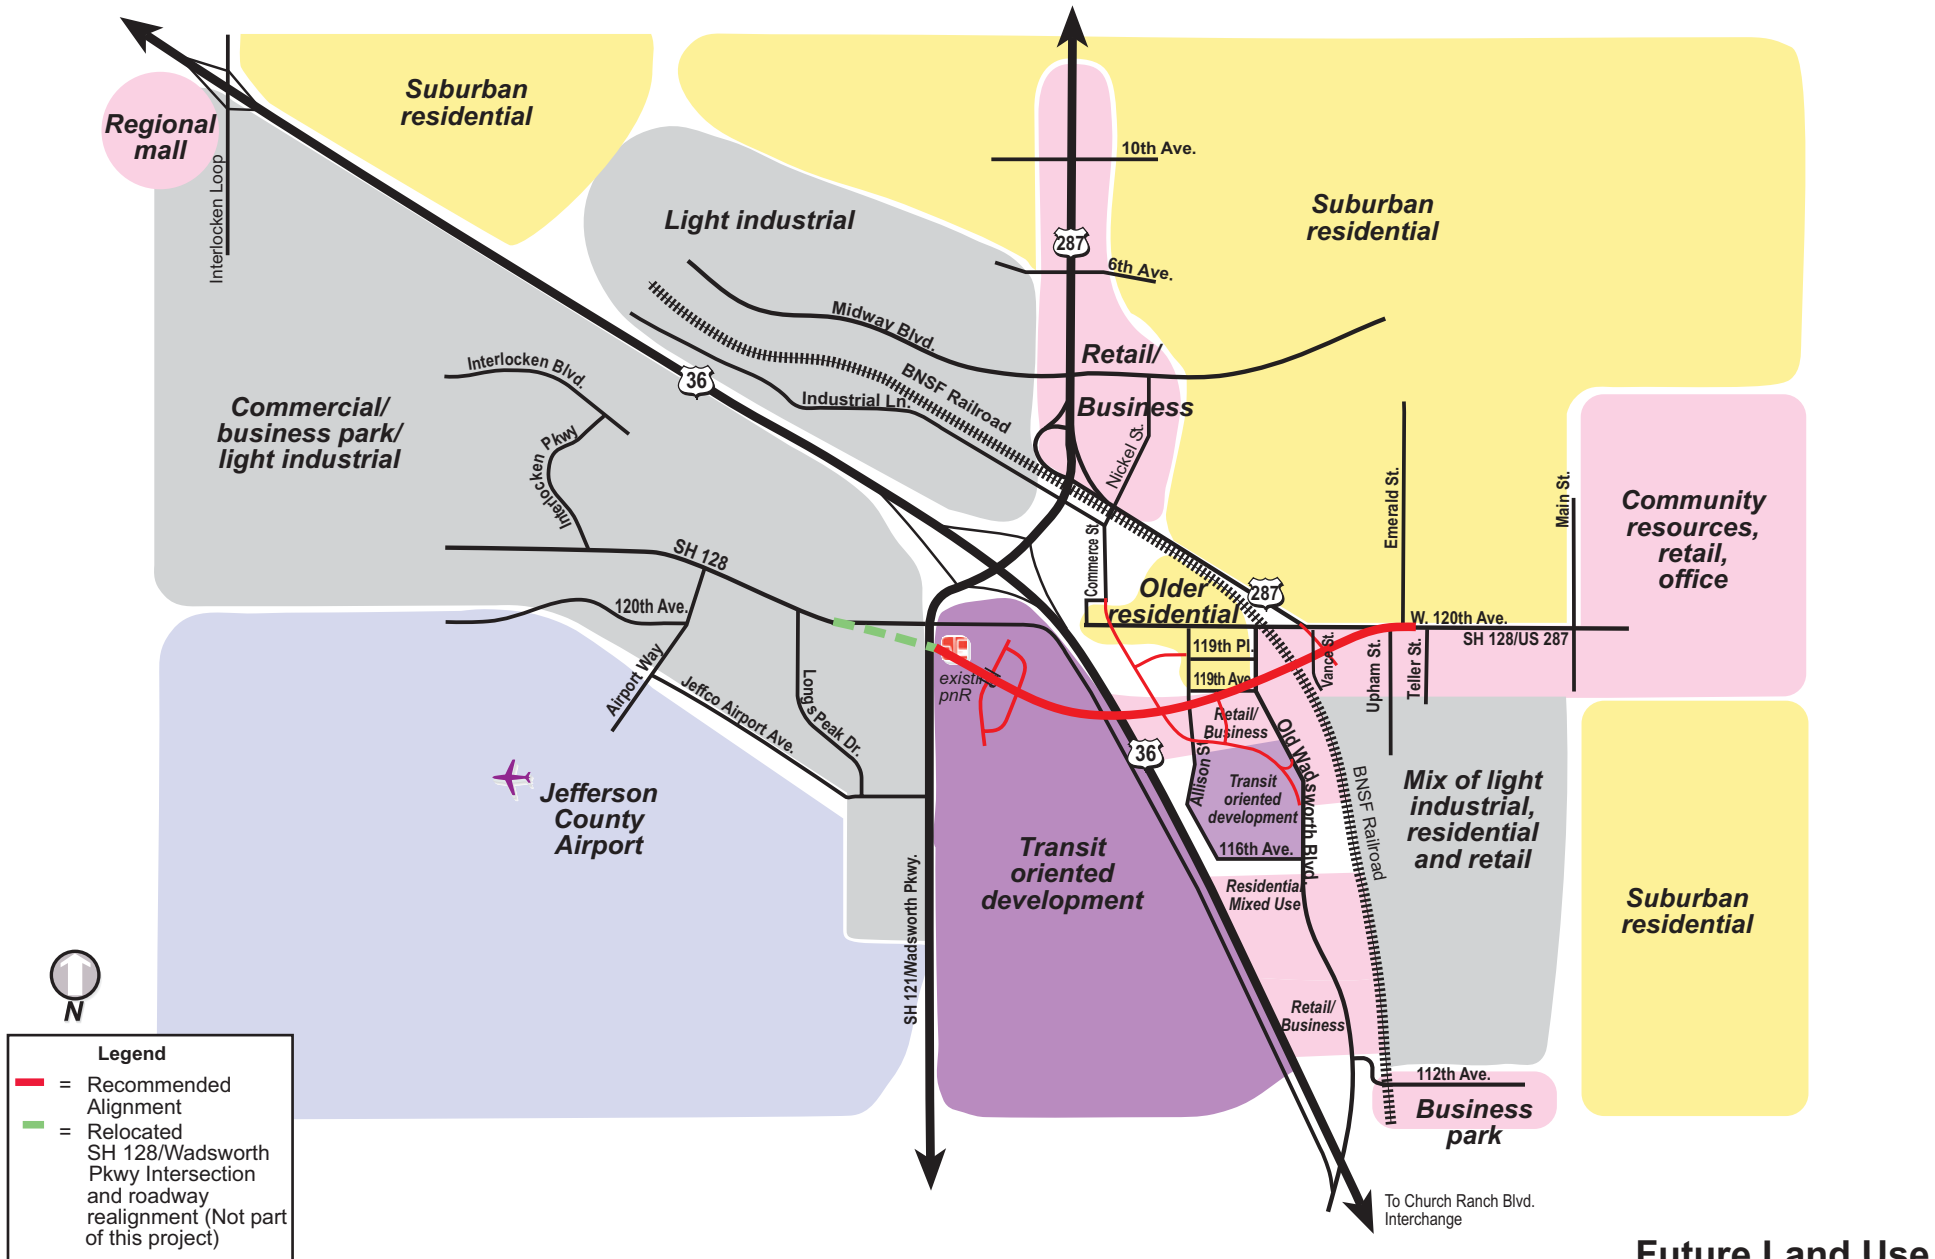 Suburban
residential
Regional
mall
Interlocken Loop
10th Ave.
Light industrial
Suburban
residential
287
6th Ave.
Midway Blvd.
Retail/
Business
BNSF Railroad
Industrial Ln.
36
Interlocken Blvd.
Interlocken Pkwy
Commercial/
business park/
light industrial
Nickel St.
Emerald St.
Main St.
Community
resources,
retail,
office
SH 128
Commerce St.
Older
residential
287
120th Ave.
W. 120th Ave.
SH 128/US 287
119th Pl.
119th Ave.
Vance St.
Upham St.
Teller St.
Airport Way
Jeffco Airport Ave.
Longs Peak Dr.
existing
pnR
Retail/
Business
Allison St.
Old Wadsworth Blvd.
36
Transit
oriented
development
BNSF Railroad
Mix of light
industrial,
residential
and retail
Jefferson
County
Airport
Transit
oriented
development
116th Ave.
SH 121/Wadsworth Pkwy.
Residential
Mixed Use
Suburban
residential
Retail/
Business
N
112th Ave.
Business
park
Legend
= Recommended
Alignment
= Relocated
SH 128/Wadsworth
Pkwy Intersection
and roadway
realignment (Not part
of this project)
To Church Ranch Blvd.
Interchange
Future Land Use